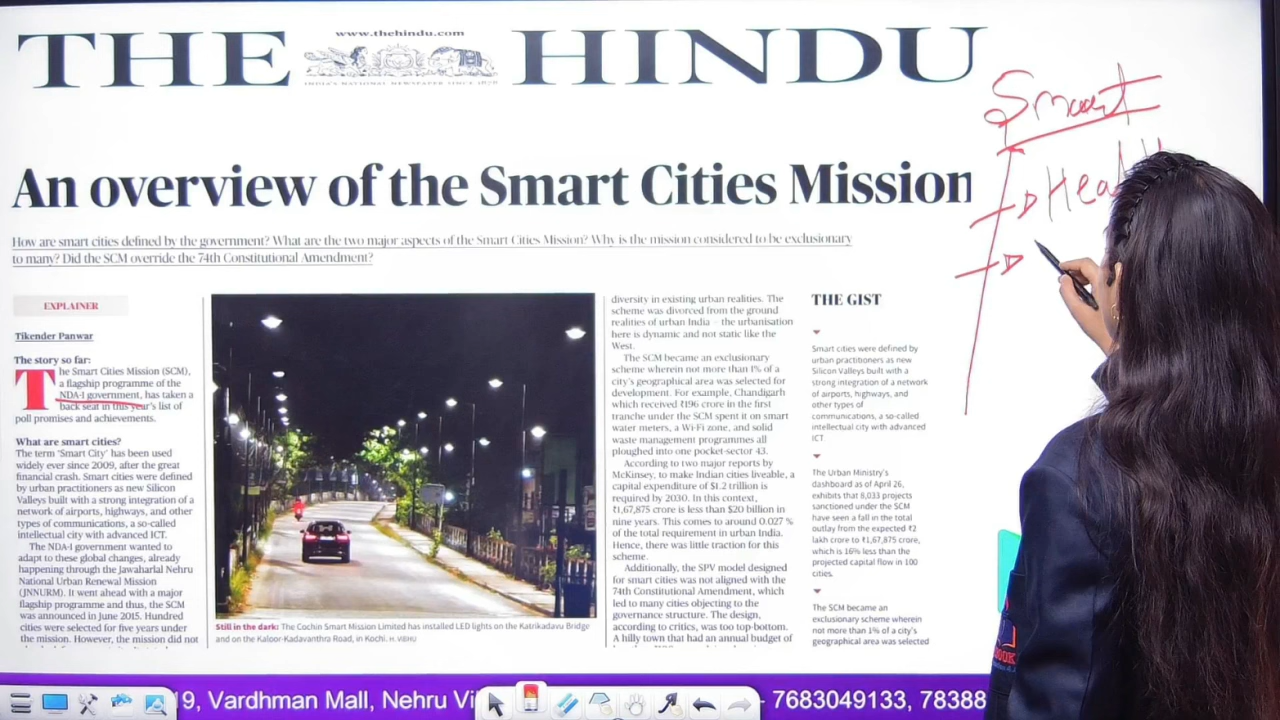 THE HINDU
www.thehindu.com
INDIA'S NATIONAL NEWSPAPER SINCE 1878
An overview of the Smart Cities Mission
How are smart cities defined by the government? What are the two major aspects of the Smart Cities Mission? Why is the mission considered to be exclusionary
to many? Did the SCM override the 74th Constitutional Amendment?
EXPLAINER
Tikender Panwar
The story so far:
The Smart Cities Mission (SCM),
a flagship programme of the
NDA-I government, has taken a
back seat in this year's list of
poll promises and achievements.
What are smart cities?
The term 'Smart City' has been used
widely ever since 2009, after the great
financial crash. Smart cities were defined
by urban practitioners as new Silicon
Valleys built with a strong integration of a
network of airports, highways, and other
types of communications, a so-called
intellectual city with advanced ICT.
The NDA-I government wanted to
adapt to these global changes, already
happening through the Jawaharlal Nehru
National Urban Renewal Mission
(JNNURM). It went ahead with a major
flagship programme and thus, the SCM
was announced in June 2015. Hundred
cities were selected for five years under
the mission. However, the mission did not
Still in the dark: The Cochin Smart Mission Limited has installed LED lights on the Katrikadavu Bridge
and on the Kaloor-Kadavanthra Road, in Kochi. H. VIBHU
diversity in existing urban realities. The
scheme was divorced from the ground
realities of urban India – the urbanisation
here is dynamic and not static like the
West.
The SCM became an exclusionary
scheme wherein not more than 1% of a
city's geographical area was selected for
development. For example, Chandigarh
which received ₹196 crore in the first
tranche under the SCM spent it on smart
water meters, a Wi-Fi zone, and solid
waste management programmes all
ploughed into one pocket-sector 43.
According to two major reports by
McKinsey, to make Indian cities liveable, a
capital expenditure of $1.2 trillion is
required by 2030. In this context,
₹1,67,875 crore is less than $20 billion in
nine years. This comes to around 0.027 %
of the total requirement in urban India.
Hence, there was little traction for this
scheme.
Additionally, the SPV model designed
for smart cities was not aligned with the
74th Constitutional Amendment, which
led to many cities objecting to the
governance structure. The design,
according to critics, was too top-bottom.
A hilly town that had an annual budget of
THE GIST
Smart cities were defined by
urban practitioners as new
Silicon Valleys built with a
strong integration of a network
of airports, highways, and
other types of
communications, a so-called
intellectual city with advanced
ICT.
The Urban Ministry's
dashboard as of April 26,
exhibits that 8,033 projects
sanctioned under the SCM
have seen a fall in the total
outlay from the expected ₹2
lakh crore to ₹1,67,875 crore,
which is 16% less than the
projected capital flow in 100
cities.
The SCM became an
exclusionary scheme wherein
not more than 1% of a city's
geographical area was selected
Smart
19, Vardhman Mall, Nehru
7683049133, 78388